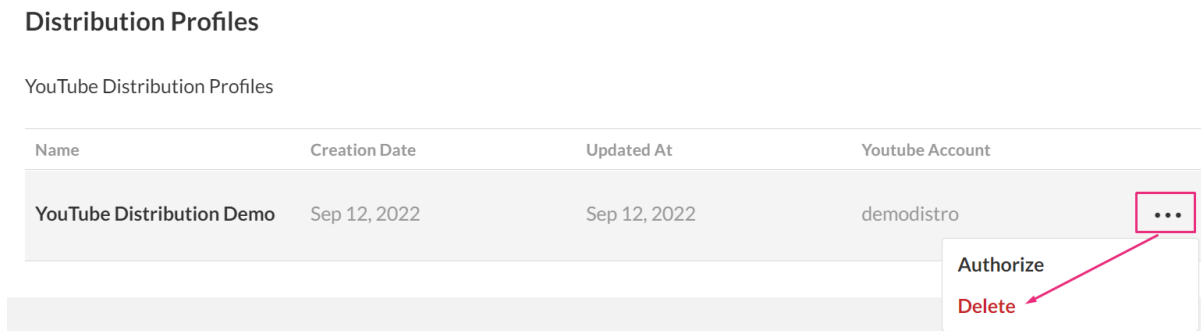 Distribution Profiles
YouTube Distribution Profiles
Name Creation Date Updated At Youtube Account
YouTube Distribution Demo Sep 12, 2022 Sep 12, 2022 demodistro
Authorize
Delete